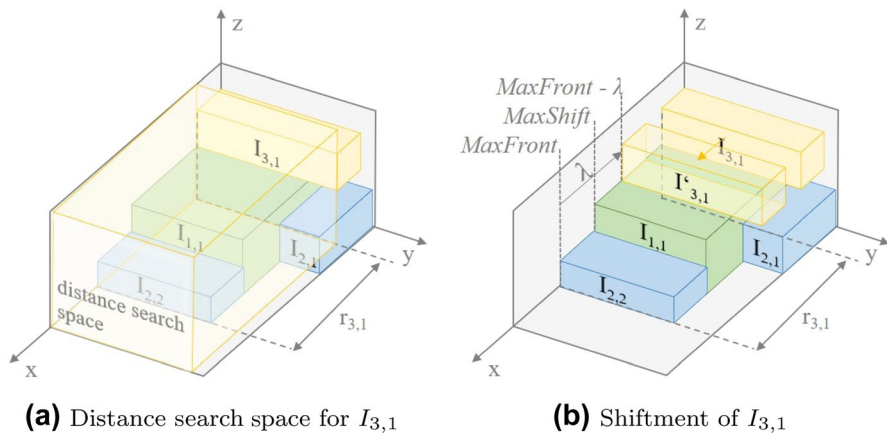 z
I3,1
I1,1
I2,1
I2,2
distance search
space
y
r3,1
x
(a) Distance search space for I3,1
z
MaxFront - λ
MaxShift
MaxFront
λ
I3,1
I‘3,1
I1,1
I2,1
I2,2
y
r3,1
x
(b) Shiftment of I3,1